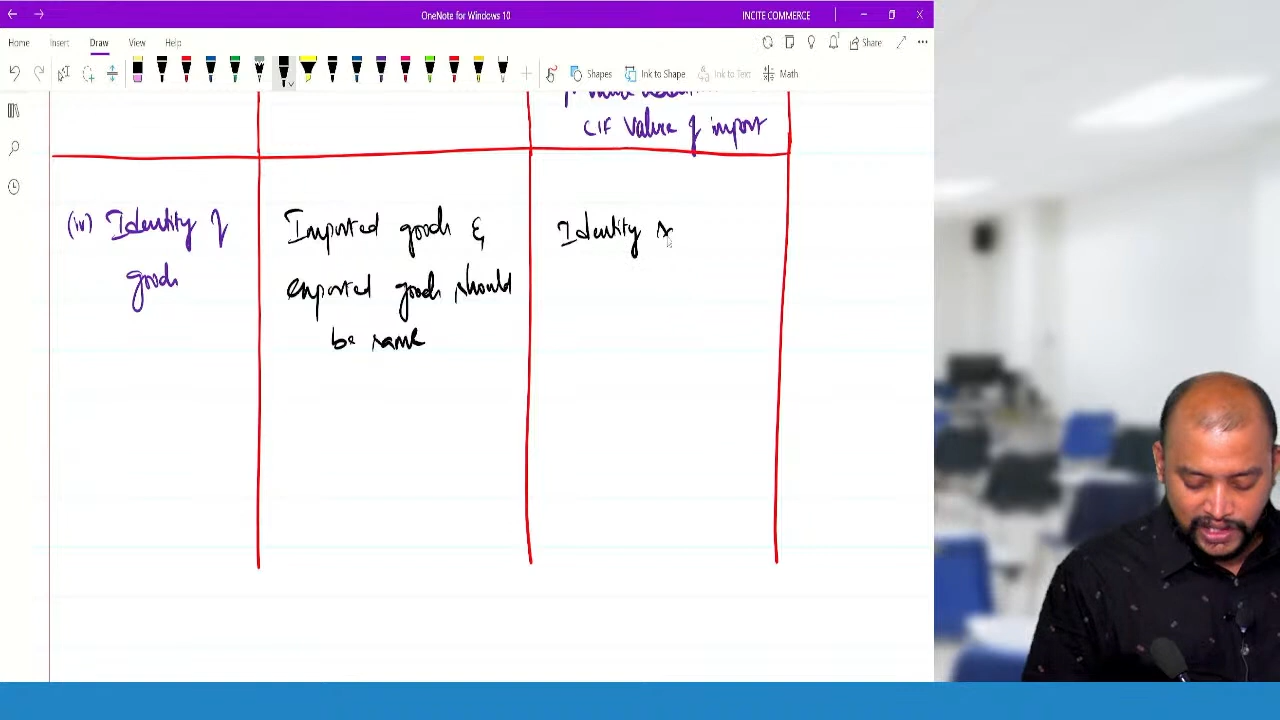 OneNote for Windows 10
INCITE COMMERCE
Home Insert Draw View Help
Share
Shapes Ink to Shape Ink to Text Math
CIF Value of import
(iv) Identity of
goods
Imported goods &
exported goods should
be same
Identity